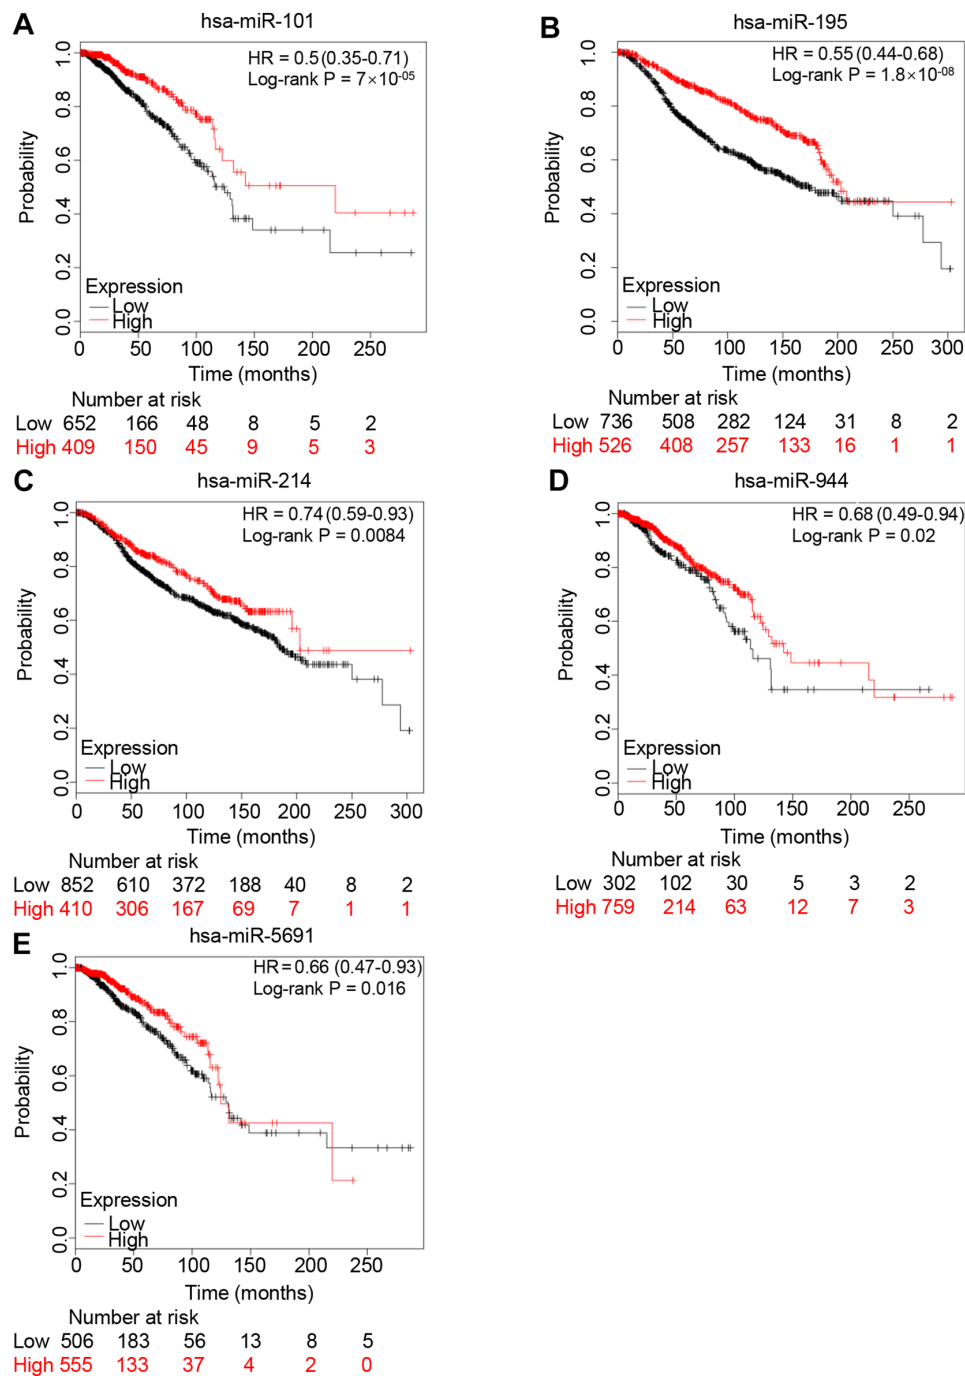 A
hsa-miR-101
HR = 0.5 (0.35-0.71)
Log-rank P = 7×10⁻⁰⁵
Probability
1.0
0.8
0.6
0.4
0.2
0.0
Expression
Low
High
0 50 100 150 200 250
Time (months)
Number at risk
Low 652 166 48 8 5 2
High 409 150 45 9 5 3
B
hsa-miR-195
HR = 0.55 (0.44-0.68)
Log-rank P = 1.8×10⁻⁰⁸
Probability
1.0
0.8
0.6
0.4
0.2
0.0
Expression
Low
High
0 50 100 150 200 250 300
Time (months)
Number at risk
Low 736 508 282 124 31 8 2
High 526 408 257 133 16 1 1
C
hsa-miR-214
HR = 0.74 (0.59-0.93)
Log-rank P = 0.0084
Probability
1.0
0.8
0.6
0.4
0.2
0.0
Expression
Low
High
0 50 100 150 200 250 300
Time (months)
Number at risk
Low 852 610 372 188 40 8 2
High 410 306 167 69 7 1 1
D
hsa-miR-944
HR = 0.68 (0.49-0.94)
Log-rank P = 0.02
Probability
1.0
0.8
0.6
0.4
0.2
0.0
Expression
Low
High
0 50 100 150 200 250
Time (months)
Number at risk
Low 302 102 30 5 3 2
High 759 214 63 12 7 3
E
hsa-miR-5691
HR = 0.66 (0.47-0.93)
Log-rank P = 0.016
Probability
1.0
0.8
0.6
0.4
0.2
0.0
Expression
Low
High
0 50 100 150 200 250
Time (months)
Number at risk
Low 506 183 56 13 8 5
High 555 133 37 4 2 0